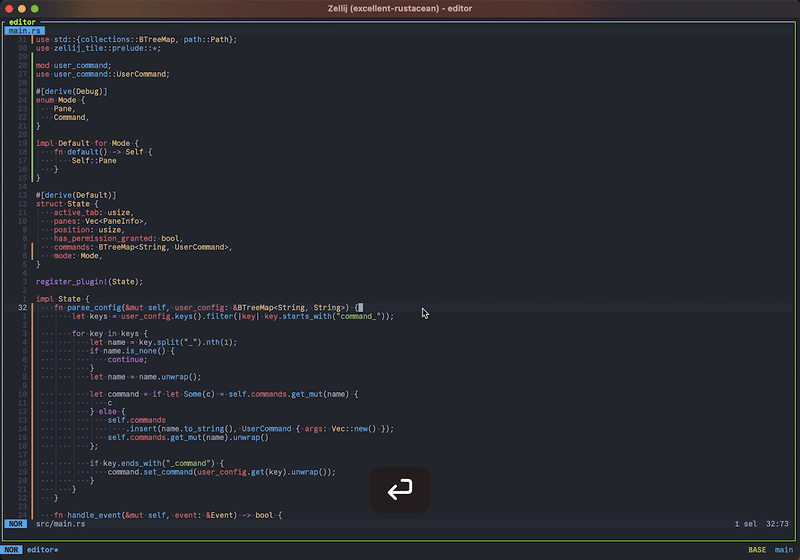 Zellij (excellent-rustacean) - editor
editor
main.rs
31 use std::{collections::BTreeMap, path::Path};
30 use zellij_tile::prelude::*;
29
28 mod user_command;
27 use user_command::UserCommand;
26
25 #[derive(Debug)]
24 enum Mode {
23 Pane,
22 Command,
21 }
20
19 impl Default for Mode {
18 fn default() -> Self {
17 Self::Pane
16 }
15 }
14
13 #[derive(Default)]
12 struct State {
11 active_tab: usize,
10 panes: Vec<PaneInfo>,
9 position: usize,
8 has_permission_granted: bool,
7 commands: BTreeMap<String, UserCommand>,
6 mode: Mode,
5 }
4
3 register_plugin!(State);
2
1 impl State {
32 fn parse_config(&mut self, user_config: &BTreeMap<String, String>) {
1 let keys = user_config.keys().filter(|key| key.starts_with("command_"));
2
3 for key in keys {
4 let name = key.split("_").nth(1);
5 if name.is_none() {
6 continue;
7 }
8 let name = name.unwrap();
9
10 let command = if let Some(c) = self.commands.get_mut(name) {
11 c
12 } else {
13 self.commands
14 .insert(name.to_string(), UserCommand { args: Vec::new() });
15 self.commands.get_mut(name).unwrap()
16 };
17
18 if key.ends_with("_command") {
19 command.set_command(user_config.get(key).unwrap());
20 }
21 }
22 }
23
24 fn handle_event(&mut self, event: &Event) -> bool {
NOR src/main.rs 1 sel 32:73
NOR editor* BASE main